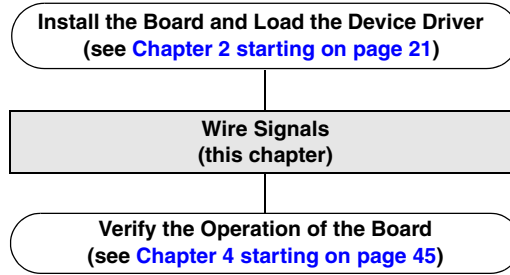 Install the Board and Load the Device Driver
(see Chapter 2 starting on page 21)
Wire Signals
(this chapter)
Verify the Operation of the Board
(see Chapter 4 starting on page 45)